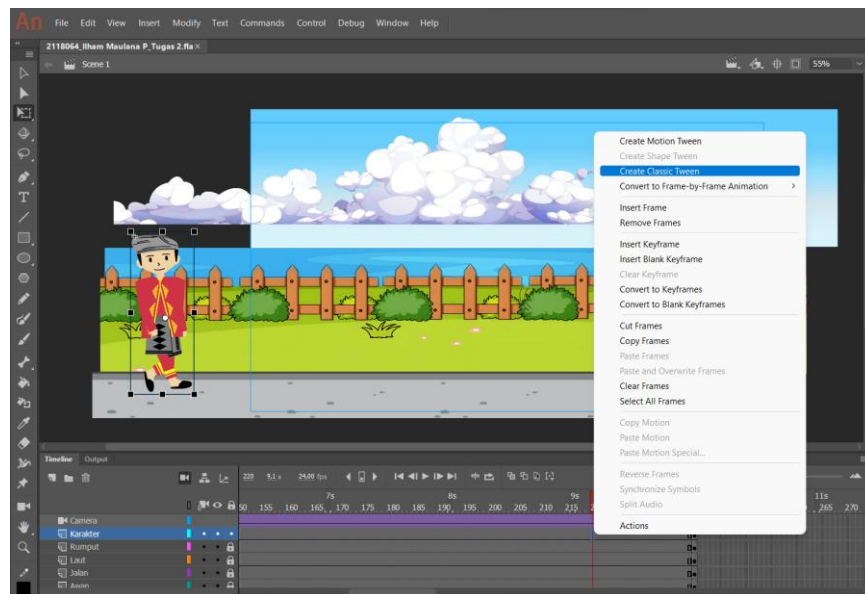 An File Edit View Insert Modify Text Commands Control Debug Window Help
2118064_Ilham Maulana P_Tugas 2.fla ×
Scene 1 55%
Create Motion Tween
Create Shape Tween
Create Classic Tween
Convert to Frame-by-Frame Animation >
Insert Frame
Remove Frames
Insert Keyframe
Insert Blank Keyframe
Clear Keyframe
Convert to Keyframes
Convert to Blank Keyframes
Cut Frames
Copy Frames
Paste Frames
Paste and Overwrite Frames
Clear Frames
Select All Frames
Copy Motion
Paste Motion
Paste Motion Special...
Reverse Frames
Synchronize Symbols
Split Audio
Actions
Timeline Output
220 9,1 s 24,00 fps
7s 8s 9s 11s
50 155 160 165 170 175 180 185 190 195 200 205 210 215 265 270
Camera
Karakter
Rumput
Laut
Jalan
Awan